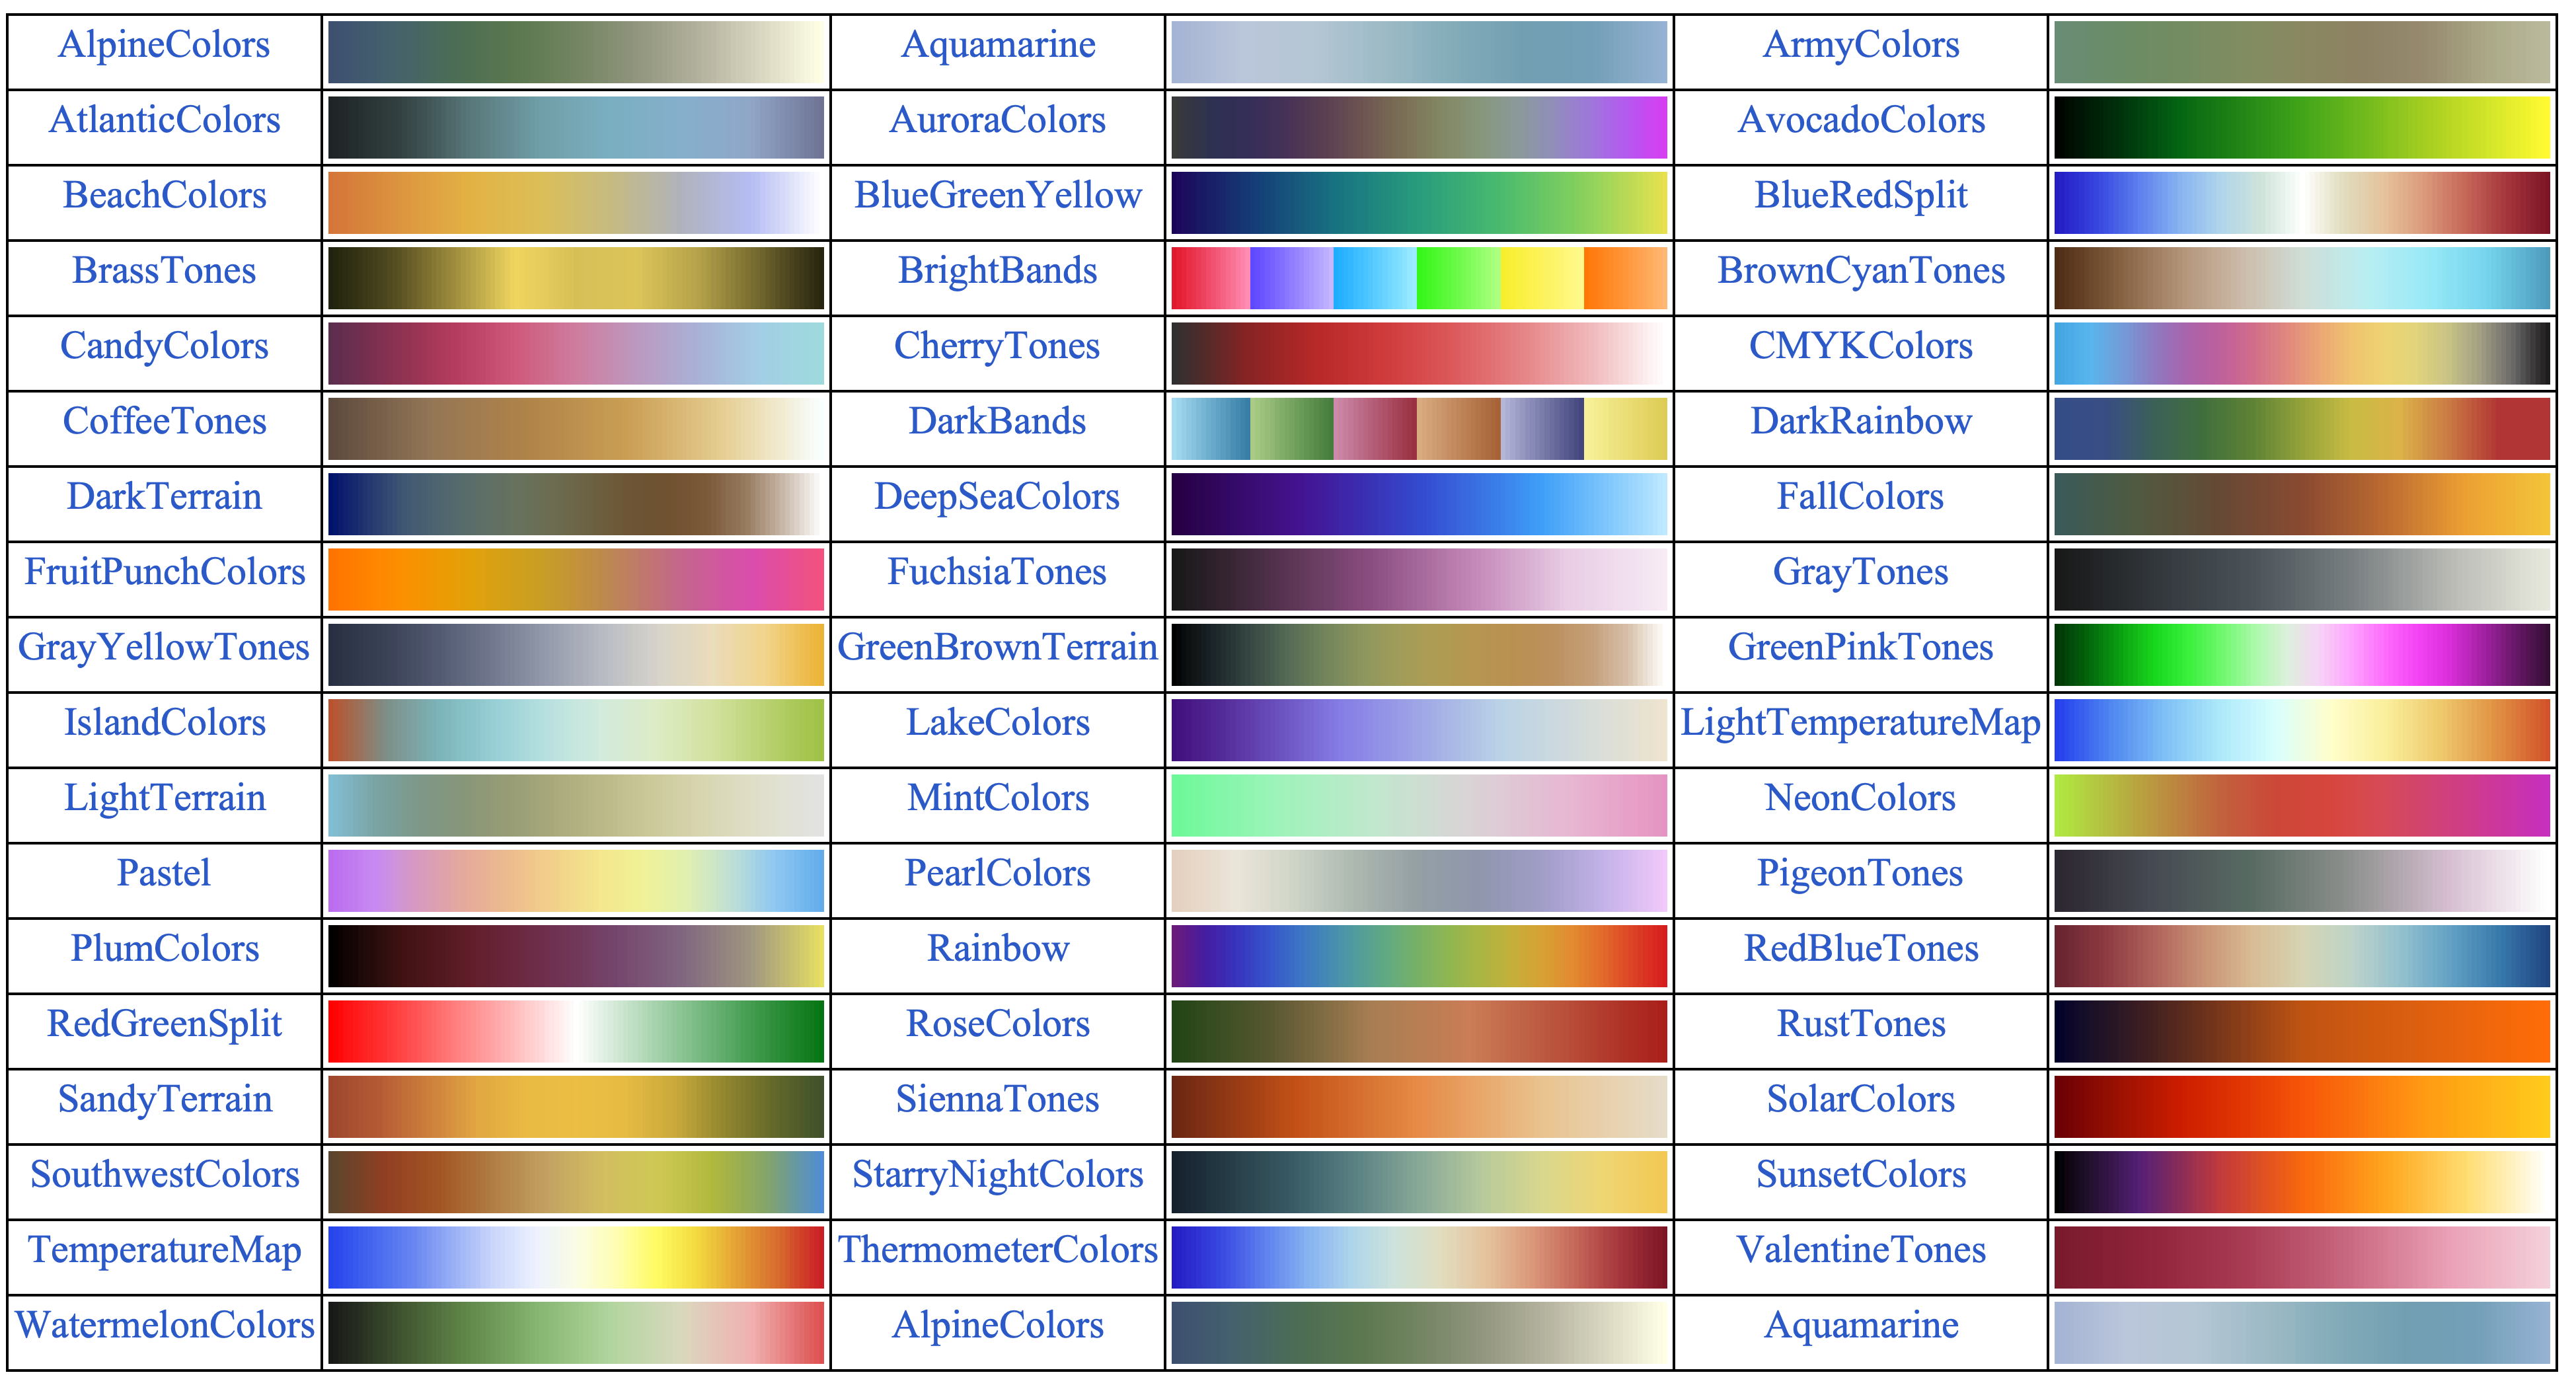 AlpineColors Aquamarine ArmyColors
AtlanticColors AuroraColors AvocadoColors
BeachColors BlueGreenYellow BlueRedSplit
BrassTones BrightBands BrownCyanTones
CandyColors CherryTones CMYKColors
CoffeeTones DarkBands DarkRainbow
DarkTerrain DeepSeaColors FallColors
FruitPunchColors FuchsiaTones GrayTones
GrayYellowTones GreenBrownTerrain GreenPinkTones
IslandColors LakeColors LightTemperatureMap
LightTerrain MintColors NeonColors
Pastel PearlColors PigeonTones
PlumColors Rainbow RedBlueTones
RedGreenSplit RoseColors RustTones
SandyTerrain SiennaTones SolarColors
SouthwestColors StarryNightColors SunsetColors
TemperatureMap ThermometerColors ValentineTones
WatermelonColors AlpineColors Aquamarine